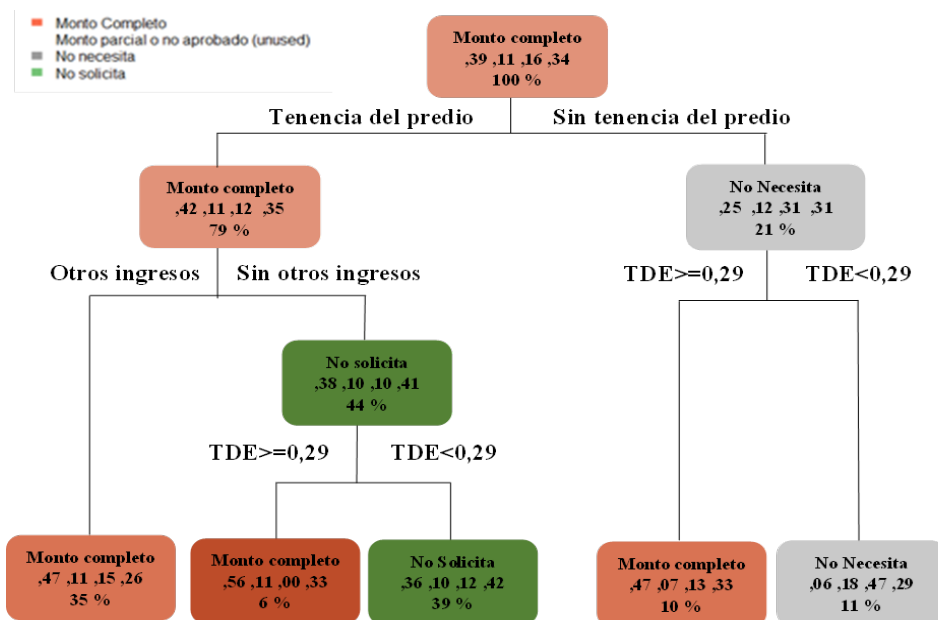 Monto Completo
Monto parcial o no aprobado (unused)
No necesita
No solicita
Monto completo
,39 ,11 ,16 ,34
100 %
Tenencia del predio
Sin tenencia del predio
Monto completo
,42 ,11 ,12 ,35
79 %
No Necesita
,25 ,12 ,31 ,31
21 %
Otros ingresos
Sin otros ingresos
TDE>=0,29
TDE<0,29
No solicita
,38 ,10 ,10 ,41
44 %
TDE>=0,29
TDE<0,29
Monto completo
,47 ,11 ,15 ,26
35 %
Monto completo
,56 ,11 ,00 ,33
6 %
No Solicita
,36 ,10 ,12 ,42
39 %
Monto completo
,47 ,07 ,13 ,33
10 %
No Necesita
,06 ,18 ,47 ,29
11 %